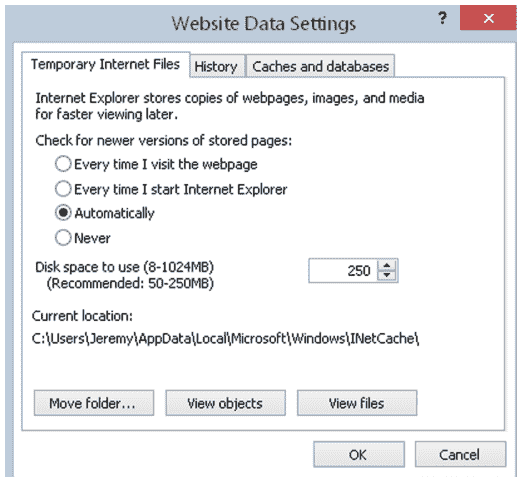 Website Data Settings
?
Temporary Internet Files
History
Caches and databases
Internet Explorer stores copies of webpages, images, and media
for faster viewing later.
Check for newer versions of stored pages:
Every time I visit the webpage
Every time I start Internet Explorer
Automatically
Never
Disk space to use (8-1024MB)
(Recommended: 50-250MB)
250
Current location:
C:\Users\Jeremy\AppData\Local\Microsoft\Windows\INetCache\
Move folder...
View objects
View files
OK
Cancel